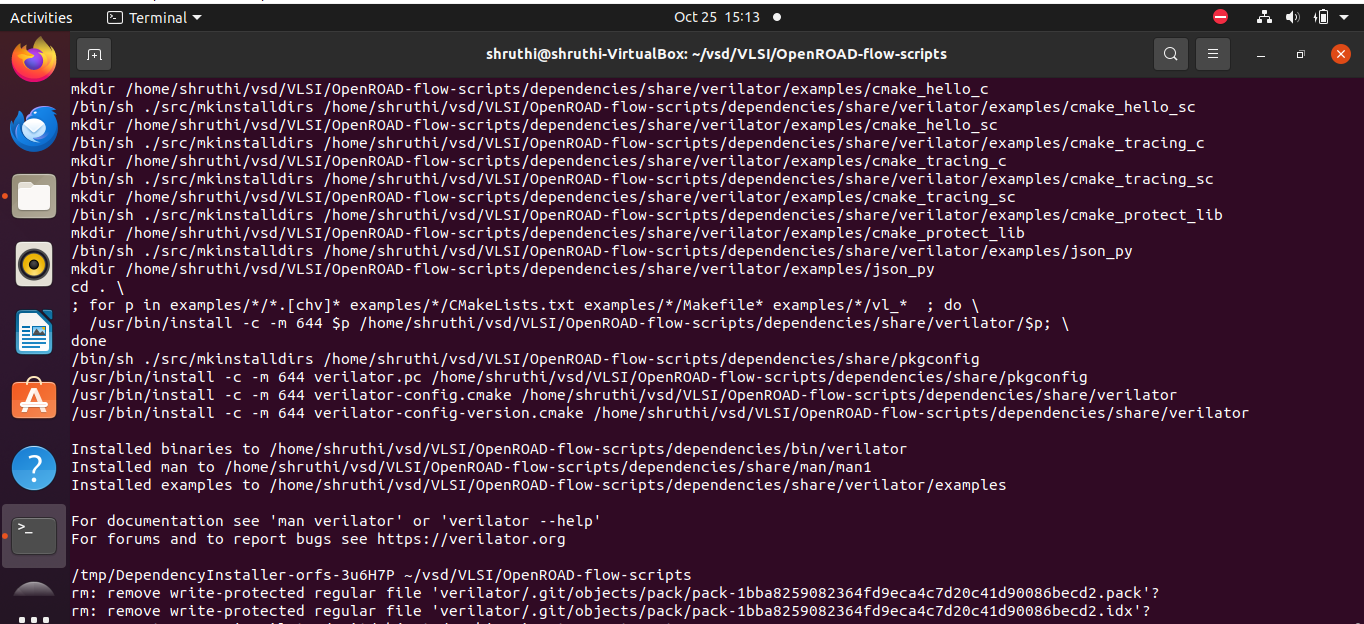 Activities
Terminal
Oct 25 15:13
shruthi@shruthi-VirtualBox: ~/vsd/VLSI/OpenROAD-flow-scripts
mkdir /home/shruthi/vsd/VLSI/OpenROAD-flow-scripts/dependencies/share/verilator/examples/cmake_hello_c
/bin/sh ./src/mkinstalldirs /home/shruthi/vsd/VLSI/OpenROAD-flow-scripts/dependencies/share/verilator/examples/cmake_hello_sc
mkdir /home/shruthi/vsd/VLSI/OpenROAD-flow-scripts/dependencies/share/verilator/examples/cmake_hello_sc
/bin/sh ./src/mkinstalldirs /home/shruthi/vsd/VLSI/OpenROAD-flow-scripts/dependencies/share/verilator/examples/cmake_tracing_c
mkdir /home/shruthi/vsd/VLSI/OpenROAD-flow-scripts/dependencies/share/verilator/examples/cmake_tracing_c
/bin/sh ./src/mkinstalldirs /home/shruthi/vsd/VLSI/OpenROAD-flow-scripts/dependencies/share/verilator/examples/cmake_tracing_sc
mkdir /home/shruthi/vsd/VLSI/OpenROAD-flow-scripts/dependencies/share/verilator/examples/cmake_tracing_sc
/bin/sh ./src/mkinstalldirs /home/shruthi/vsd/VLSI/OpenROAD-flow-scripts/dependencies/share/verilator/examples/cmake_protect_lib
mkdir /home/shruthi/vsd/VLSI/OpenROAD-flow-scripts/dependencies/share/verilator/examples/cmake_protect_lib
/bin/sh ./src/mkinstalldirs /home/shruthi/vsd/VLSI/OpenROAD-flow-scripts/dependencies/share/verilator/examples/json_py
mkdir /home/shruthi/vsd/VLSI/OpenROAD-flow-scripts/dependencies/share/verilator/examples/json_py
cd . \
; for p in examples/*/*.[chv]* examples/*/CMakeLists.txt examples/*/Makefile* examples/*/vl_*  ; do \
  /usr/bin/install -c -m 644 $p /home/shruthi/vsd/VLSI/OpenROAD-flow-scripts/dependencies/share/verilator/$p; \
done
/bin/sh ./src/mkinstalldirs /home/shruthi/vsd/VLSI/OpenROAD-flow-scripts/dependencies/share/pkgconfig
/usr/bin/install -c -m 644 verilator.pc /home/shruthi/vsd/VLSI/OpenROAD-flow-scripts/dependencies/share/pkgconfig
/usr/bin/install -c -m 644 verilator-config.cmake /home/shruthi/vsd/VLSI/OpenROAD-flow-scripts/dependencies/share/verilator
/usr/bin/install -c -m 644 verilator-config-version.cmake /home/shruthi/vsd/VLSI/OpenROAD-flow-scripts/dependencies/share/verilator
Installed binaries to /home/shruthi/vsd/VLSI/OpenROAD-flow-scripts/dependencies/bin/verilator
Installed man to /home/shruthi/vsd/VLSI/OpenROAD-flow-scripts/dependencies/share/man/man1
Installed examples to /home/shruthi/vsd/VLSI/OpenROAD-flow-scripts/dependencies/share/verilator/examples
For documentation see 'man verilator' or 'verilator --help'
For forums and to report bugs see https://verilator.org
/tmp/DependencyInstaller-orfs-3u6H7P ~/vsd/VLSI/OpenROAD-flow-scripts
rm: remove write-protected regular file 'verilator/.git/objects/pack/pack-1bba8259082364fd9eca4c7d20c41d90086becd2.pack'?
rm: remove write-protected regular file 'verilator/.git/objects/pack/pack-1bba8259082364fd9eca4c7d20c41d90086becd2.idx'?